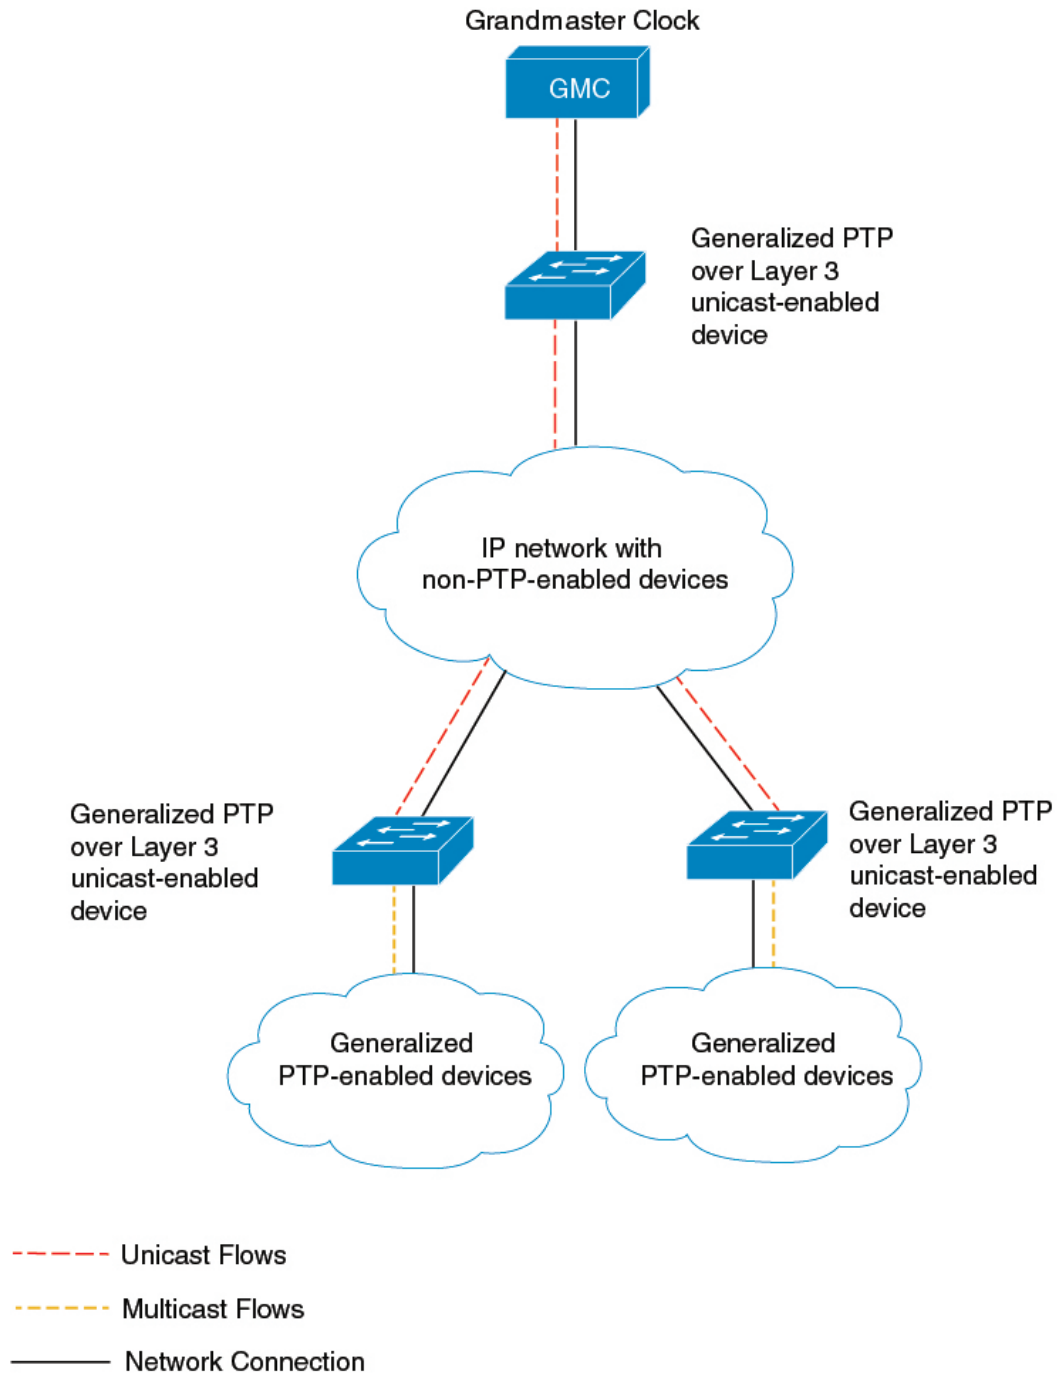 Grandmaster Clock
GMC
Generalized PTP
over Layer 3
unicast-enabled
device
IP network with
non-PTP-enabled devices
Generalized PTP
over Layer 3
unicast-enabled
device
Generalized PTP
over Layer 3
unicast-enabled
device
Generalized
PTP-enabled devices
Generalized
PTP-enabled devices
Unicast Flows
Multicast Flows
Network Connection